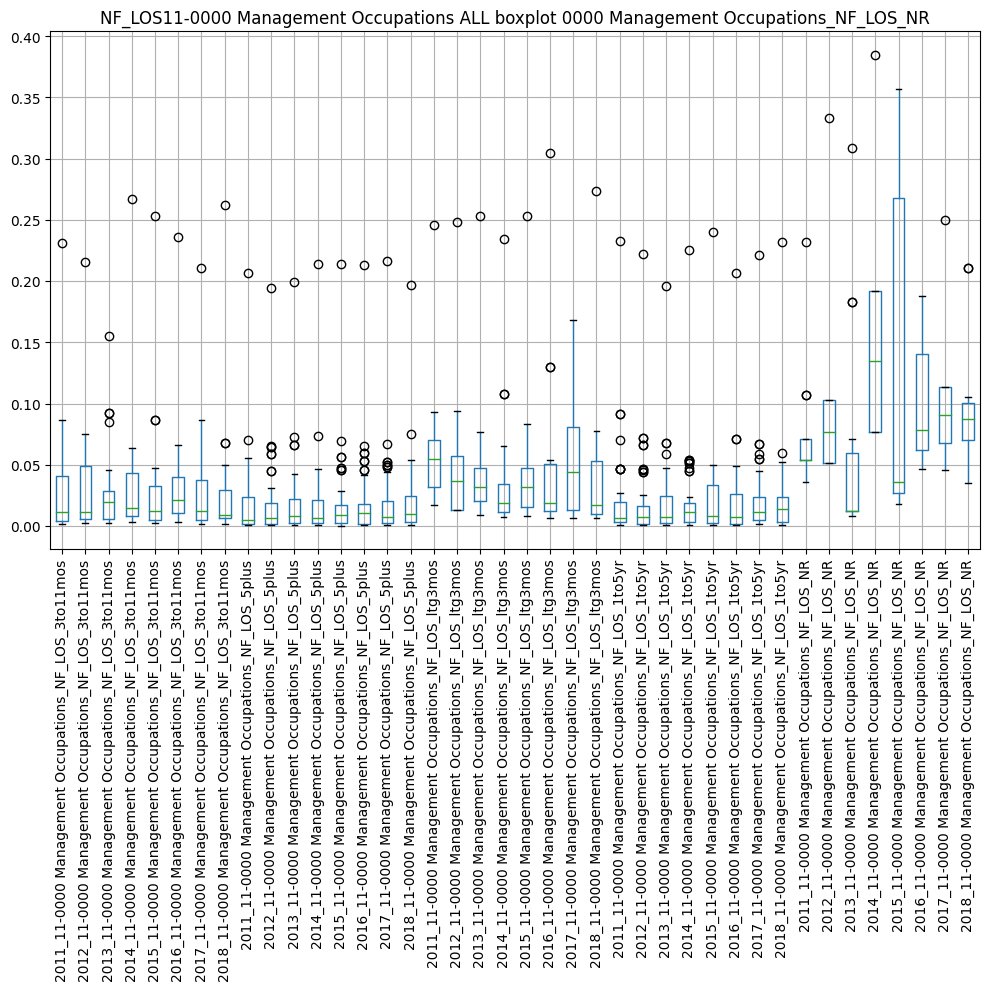 NF_LOS11-0000 Management Occupations ALL boxplot 0000 Management Occupations_NF_LOS_NR
0.40
0.35
0.30
0.25
0.20
0.15
0.10
0.05
0.00
2011_11-0000 Management Occupations_NF_LOS_3to11mos
2012_11-0000 Management Occupations_NF_LOS_3to11mos
2013_11-0000 Management Occupations_NF_LOS_3to11mos
2014_11-0000 Management Occupations_NF_LOS_3to11mos
2015_11-0000 Management Occupations_NF_LOS_3to11mos
2016_11-0000 Management Occupations_NF_LOS_3to11mos
2017_11-0000 Management Occupations_NF_LOS_3to11mos
2018_11-0000 Management Occupations_NF_LOS_3to11mos
2011_11-0000 Management Occupations_NF_LOS_5plus
2012_11-0000 Management Occupations_NF_LOS_5plus
2013_11-0000 Management Occupations_NF_LOS_5plus
2014_11-0000 Management Occupations_NF_LOS_5plus
2015_11-0000 Management Occupations_NF_LOS_5plus
2016_11-0000 Management Occupations_NF_LOS_5plus
2017_11-0000 Management Occupations_NF_LOS_5plus
2018_11-0000 Management Occupations_NF_LOS_5plus
2011_11-0000 Management Occupations_NF_LOS_ltg3mos
2012_11-0000 Management Occupations_NF_LOS_ltg3mos
2013_11-0000 Management Occupations_NF_LOS_ltg3mos
2014_11-0000 Management Occupations_NF_LOS_ltg3mos
2015_11-0000 Management Occupations_NF_LOS_ltg3mos
2016_11-0000 Management Occupations_NF_LOS_ltg3mos
2017_11-0000 Management Occupations_NF_LOS_ltg3mos
2018_11-0000 Management Occupations_NF_LOS_ltg3mos
2011_11-0000 Management Occupations_NF_LOS_1to5yr
2012_11-0000 Management Occupations_NF_LOS_1to5yr
2013_11-0000 Management Occupations_NF_LOS_1to5yr
2014_11-0000 Management Occupations_NF_LOS_1to5yr
2015_11-0000 Management Occupations_NF_LOS_1to5yr
2016_11-0000 Management Occupations_NF_LOS_1to5yr
2017_11-0000 Management Occupations_NF_LOS_1to5yr
2018_11-0000 Management Occupations_NF_LOS_1to5yr
2011_11-0000 Management Occupations_NF_LOS_NR
2012_11-0000 Management Occupations_NF_LOS_NR
2013_11-0000 Management Occupations_NF_LOS_NR
2014_11-0000 Management Occupations_NF_LOS_NR
2015_11-0000 Management Occupations_NF_LOS_NR
2016_11-0000 Management Occupations_NF_LOS_NR
2017_11-0000 Management Occupations_NF_LOS_NR
2018_11-0000 Management Occupations_NF_LOS_NR